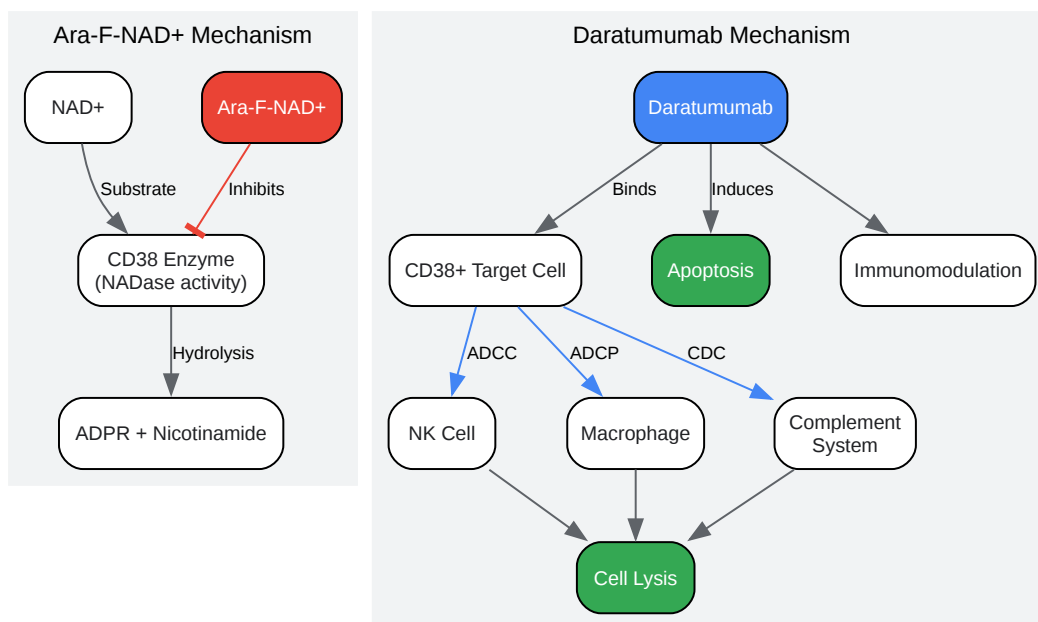 Ara-F-NAD+ Mechanism
NAD+
Ara-F-NAD+
Substrate
Inhibits
CD38 Enzyme
(NADase activity)
Hydrolysis
ADPR + Nicotinamide
Daratumumab Mechanism
Daratumumab
Binds
Induces
CD38+ Target Cell
Apoptosis
Immunomodulation
ADCC
ADCP
CDC
NK Cell
Macrophage
Complement
System
Cell Lysis